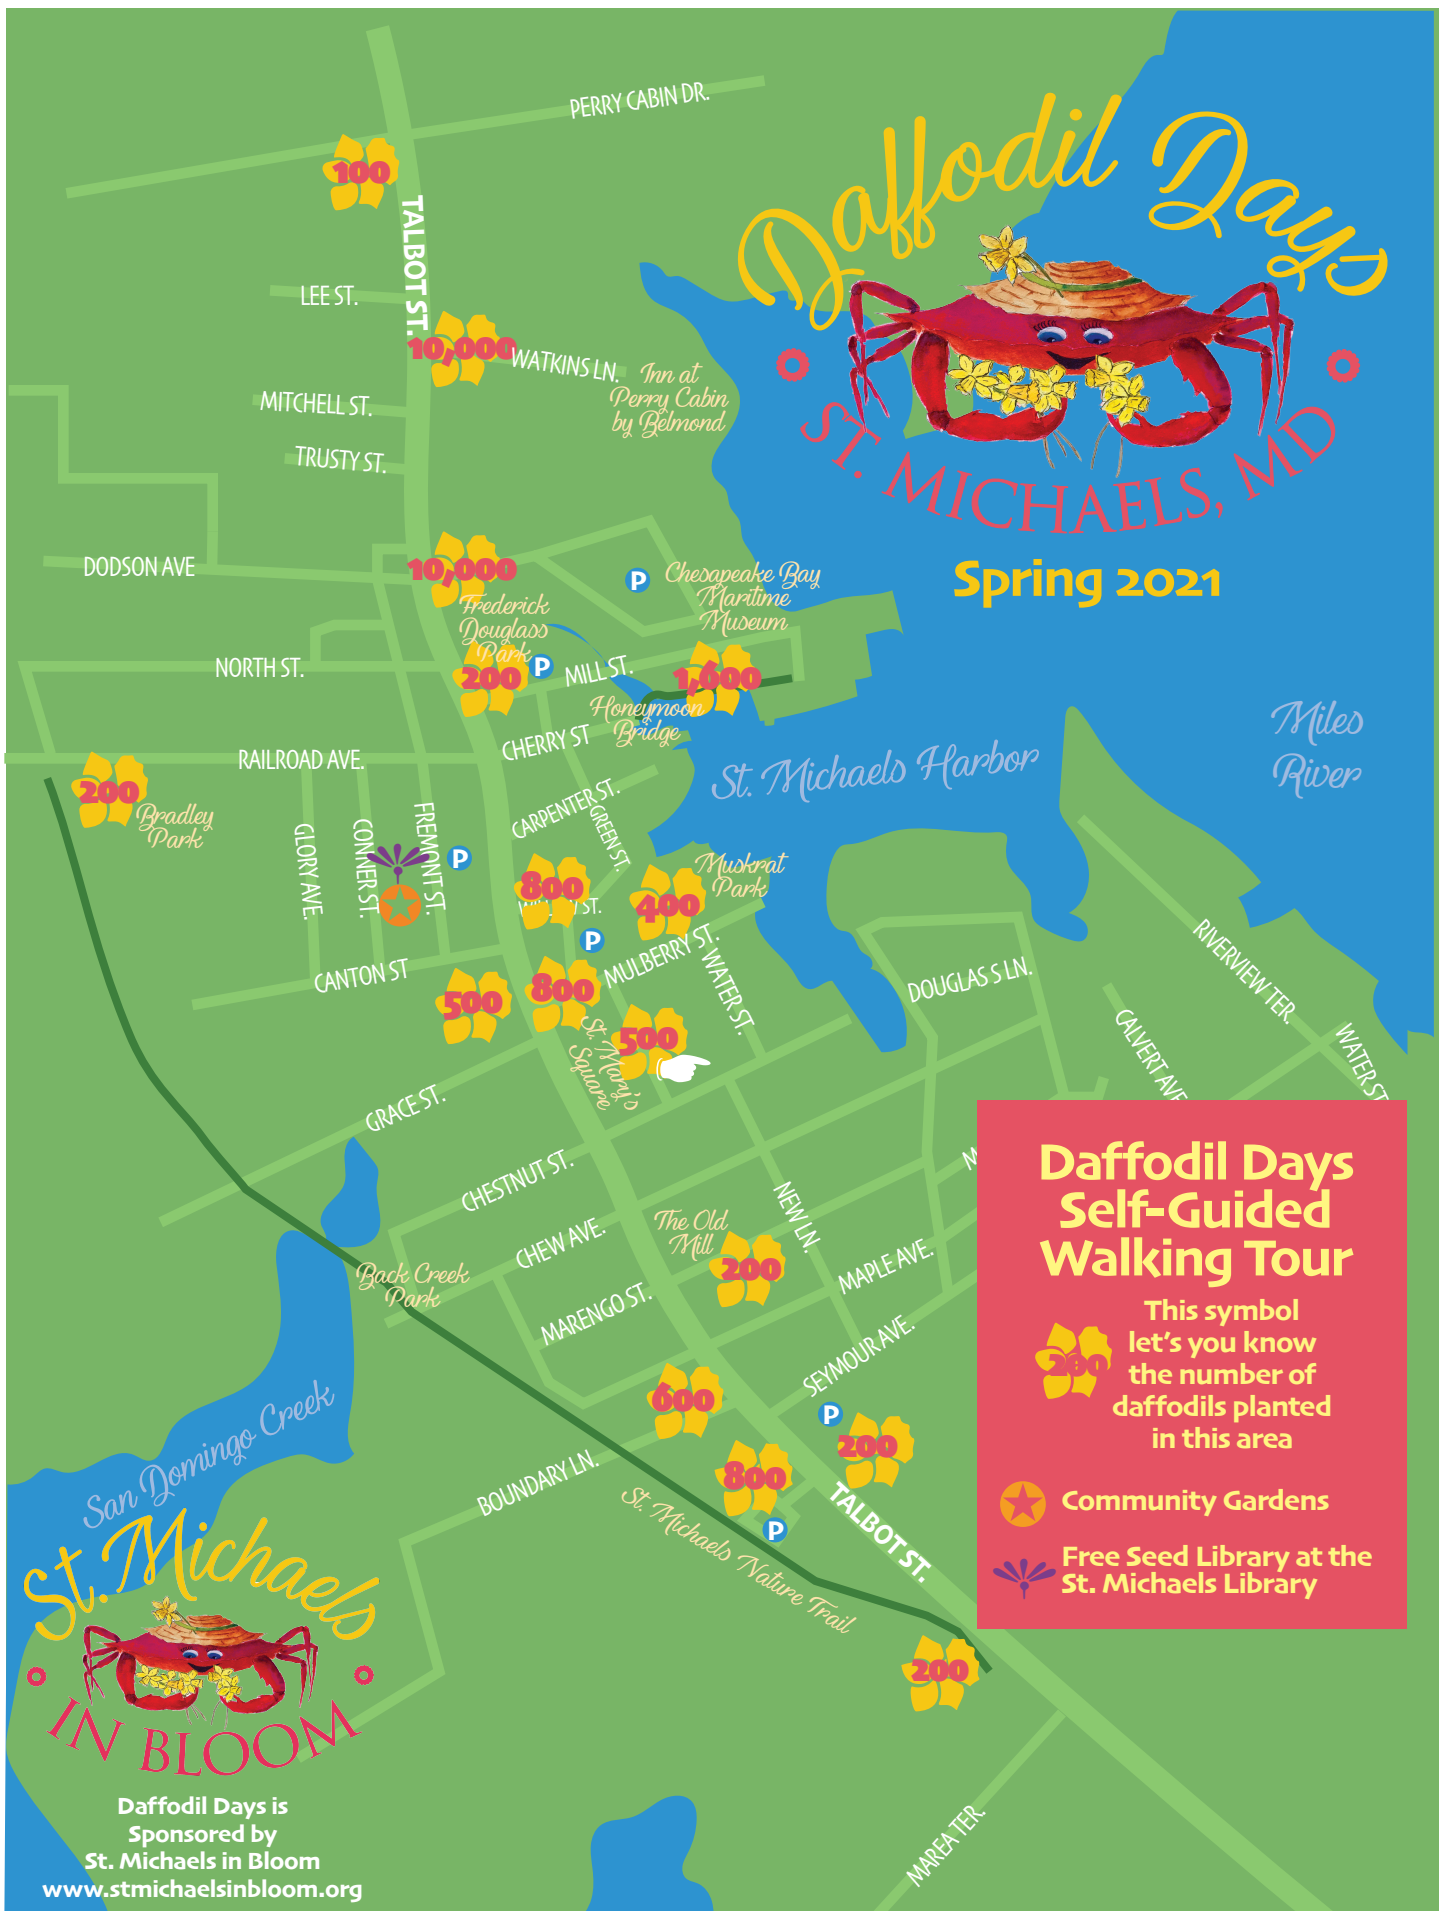 PERRY CABIN DR.
Daffodil Days
100
TALBOT ST.
LEE ST.
10,000
WATKINS LN.
Inn at
Perry Cabin
by Belmond
MITCHELL ST.
TRUSTY ST.
ST. MICHAELS, MD
Spring 2021
DODSON AVE
10,000
P
Chesapeake Bay
Maritime
Museum
Frederick
Douglass
Park
200
P
NORTH ST.
MILL ST.
1,600
Honeymoon
Bridge
CHERRY ST
RAILROAD AVE.
St. Michaels Harbor
Miles
River
200
Bradley
Park
CARPENTER ST.
GREEN ST.
GLORY AVE.
CONNER ST.
FREMONT ST.
P
800
ST.
400
Muskrat
Park
P
MULBERRY ST.
WATER ST.
CANTON ST
500
800
500
St. Mary's
Square
DOUGLAS S LN.
RIVERVIEW TER.
CALVERT AVE
WATER ST
GRACE ST.
CHESTNUT ST.
CHEW AVE.
MARENGO ST.
NEW LN.
The Old
Mill
200
MAPLE AVE.
SEYMOUR AVE.
M
Back Creek
Park
San Domingo Creek
600
P
200
800
P
BOUNDARY LN.
St. Michaels Nature Trail
TALBOT ST.
200
MAREA TER.
Daffodil Days
Self-Guided
Walking Tour
This symbol
let's you know
the number of
daffodils planted
in this area
200
Community Gardens
Free Seed Library at the
St. Michaels Library
St. Michaels
IN BLOOM
Daffodil Days is
Sponsored by
St. Michaels in Bloom
www.stmichaelsinbloom.org